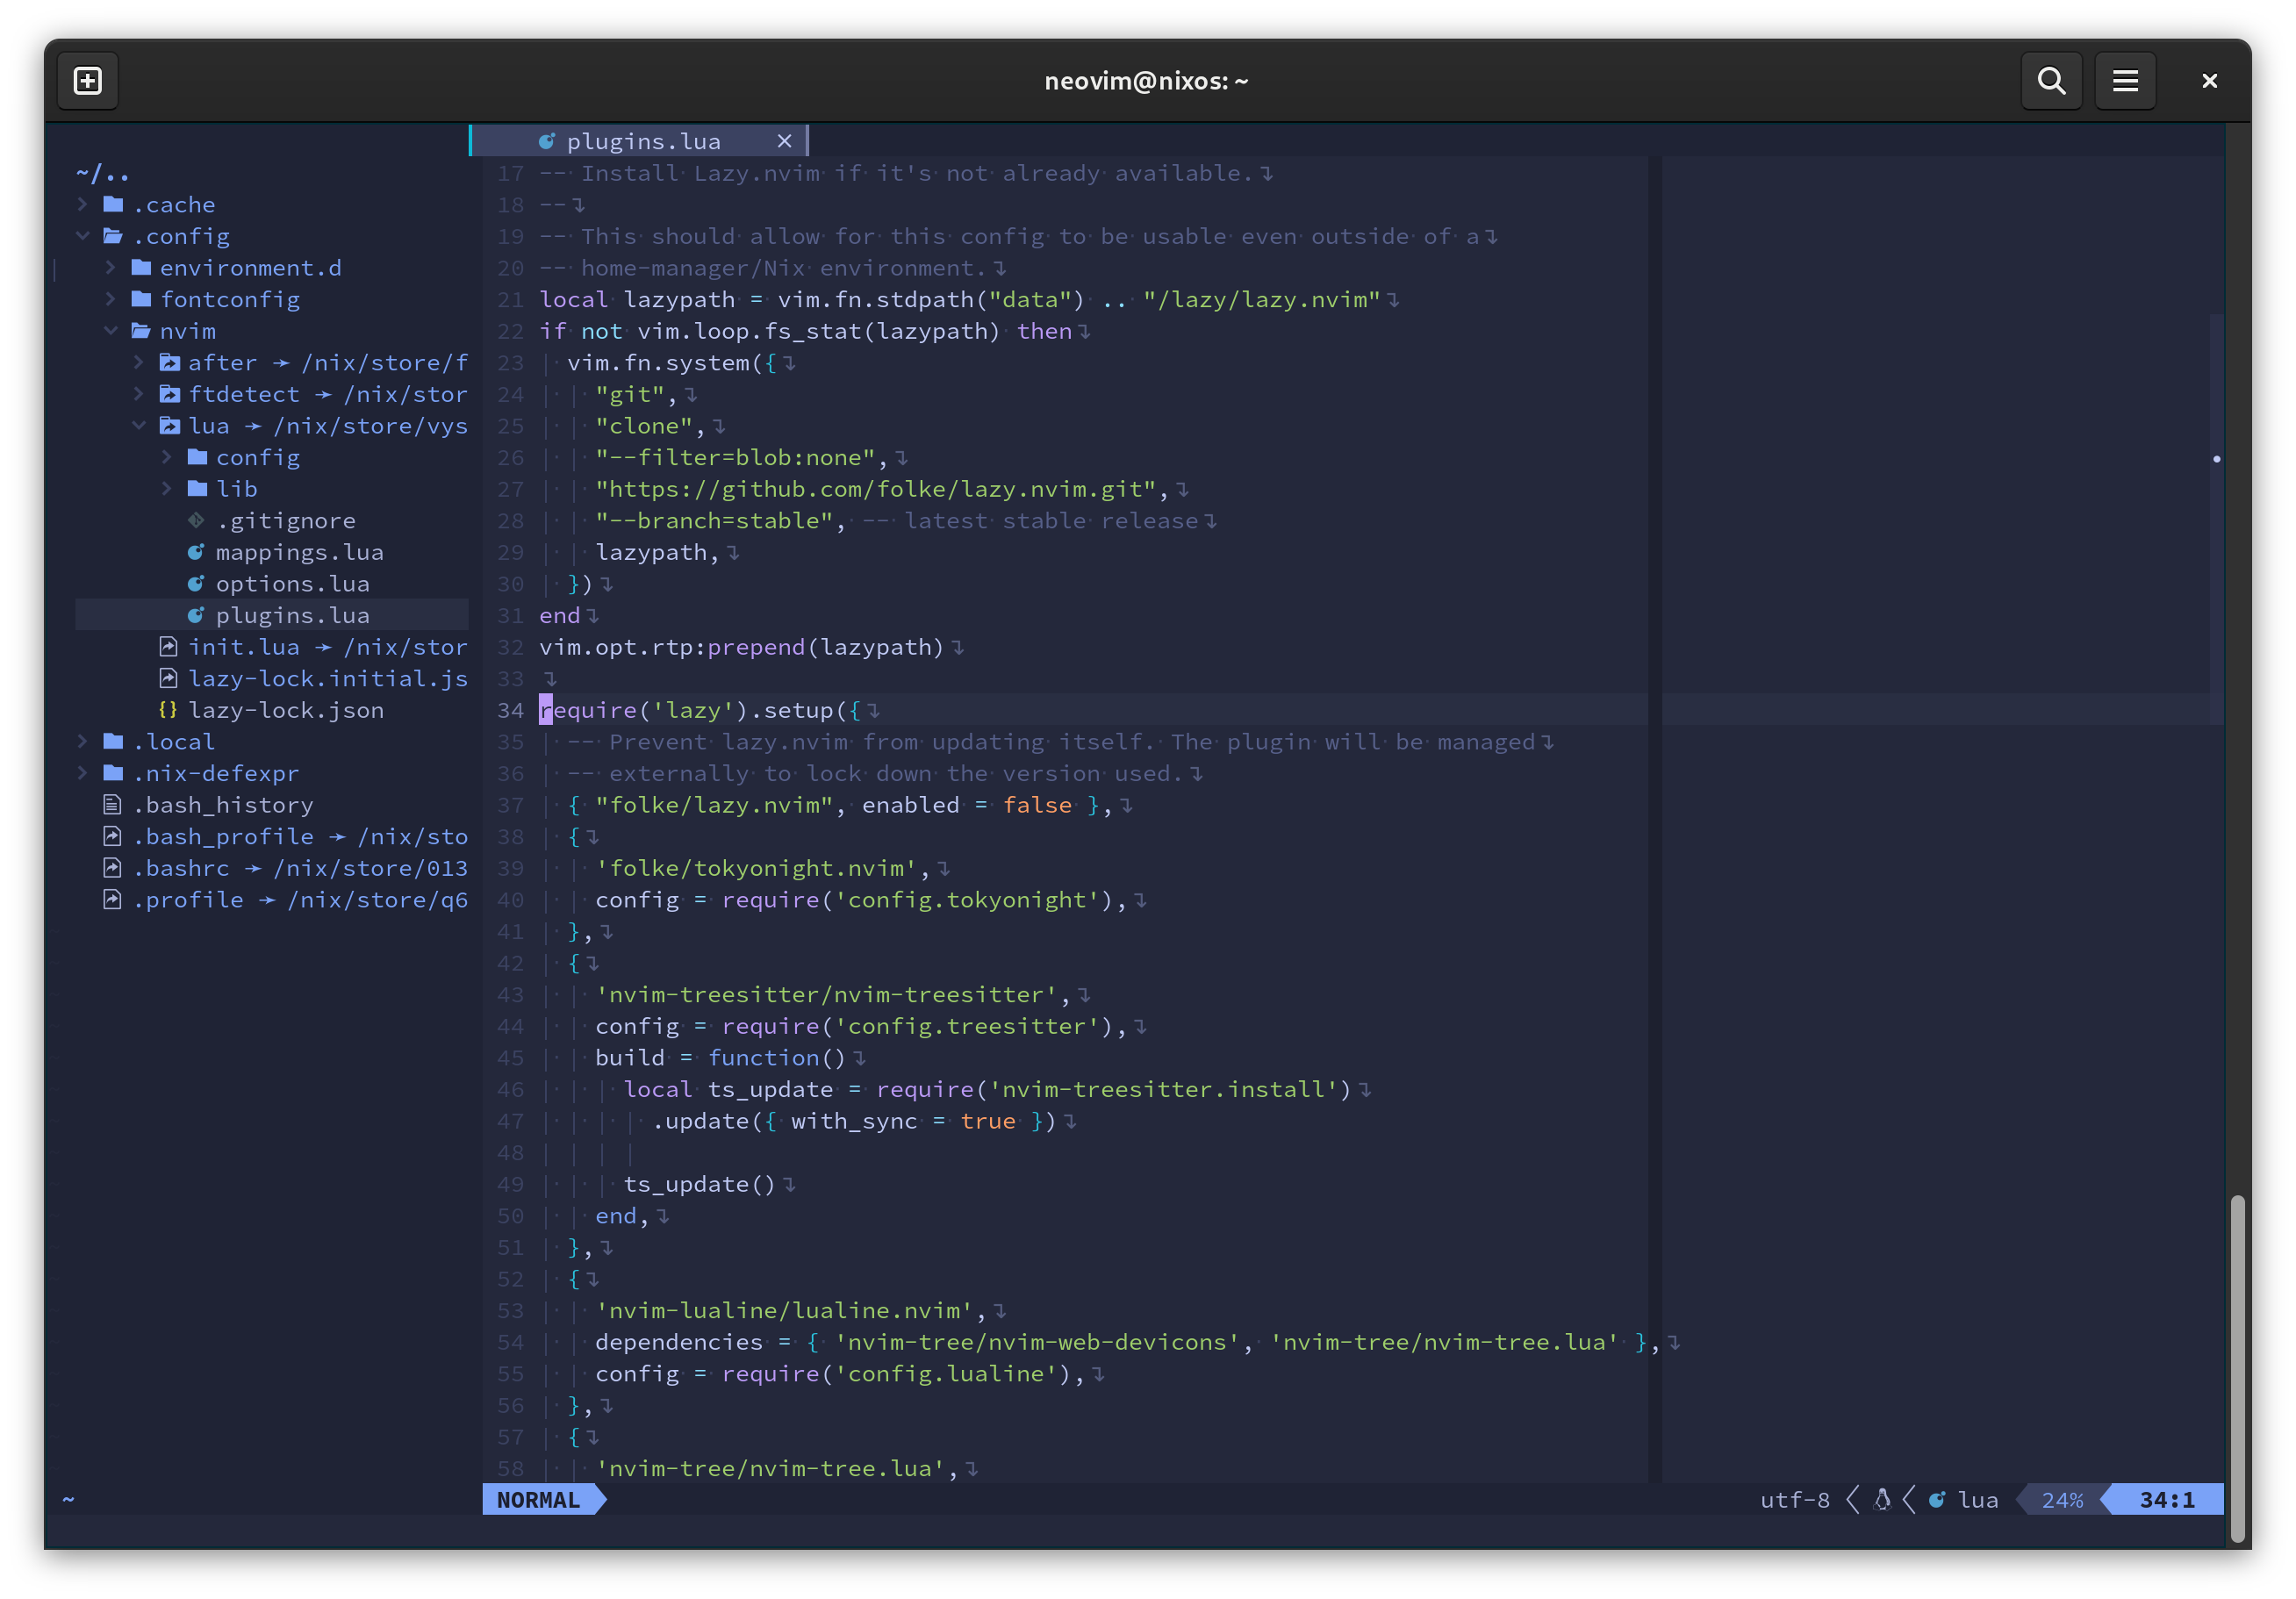 neovim@nixos: ~
plugins.lua
~/..
.cache
.config
environment.d
fontconfig
nvim
after → /nix/store/f
ftdetect → /nix/stor
lua → /nix/store/vys
config
lib
.gitignore
mappings.lua
options.lua
plugins.lua
init.lua → /nix/stor
lazy-lock.initial.js
{} lazy-lock.json
.local
.nix-defexpr
.bash_history
.bash_profile → /nix/sto
.bashrc → /nix/store/013
.profile → /nix/store/q6
17 -- Install Lazy.nvim if it's not already available.
18 --
19 -- This should allow for this config to be usable even outside of a
20 -- home-manager/Nix environment.
21 local lazypath = vim.fn.stdpath("data") .. "/lazy/lazy.nvim"
22 if not vim.loop.fs_stat(lazypath) then
23 vim.fn.system({
24 "git",
25 "clone",
26 "--filter=blob:none",
27 "https://github.com/folke/lazy.nvim.git",
28 "--branch=stable", -- latest stable release
29 lazypath,
30 })
31 end
32 vim.opt.rtp:prepend(lazypath)
33
34 require('lazy').setup({
35 -- Prevent lazy.nvim from updating itself. The plugin will be managed
36 -- externally to lock down the version used.
37 { "folke/lazy.nvim", enabled = false },
38 {
39 'folke/tokyonight.nvim',
40 config = require('config.tokyonight'),
41 },
42 {
43 'nvim-treesitter/nvim-treesitter',
44 config = require('config.treesitter'),
45 build = function()
46 local ts_update = require('nvim-treesitter.install')
47 .update({ with_sync = true })
48
49 ts_update()
50 end,
51 },
52 {
53 'nvim-lualine/lualine.nvim',
54 dependencies = { 'nvim-tree/nvim-web-devicons', 'nvim-tree/nvim-tree.lua' },
55 config = require('config.lualine'),
56 },
57 {
58 'nvim-tree/nvim-tree.lua',
~
NORMAL
utf-8
lua
24%
34:1